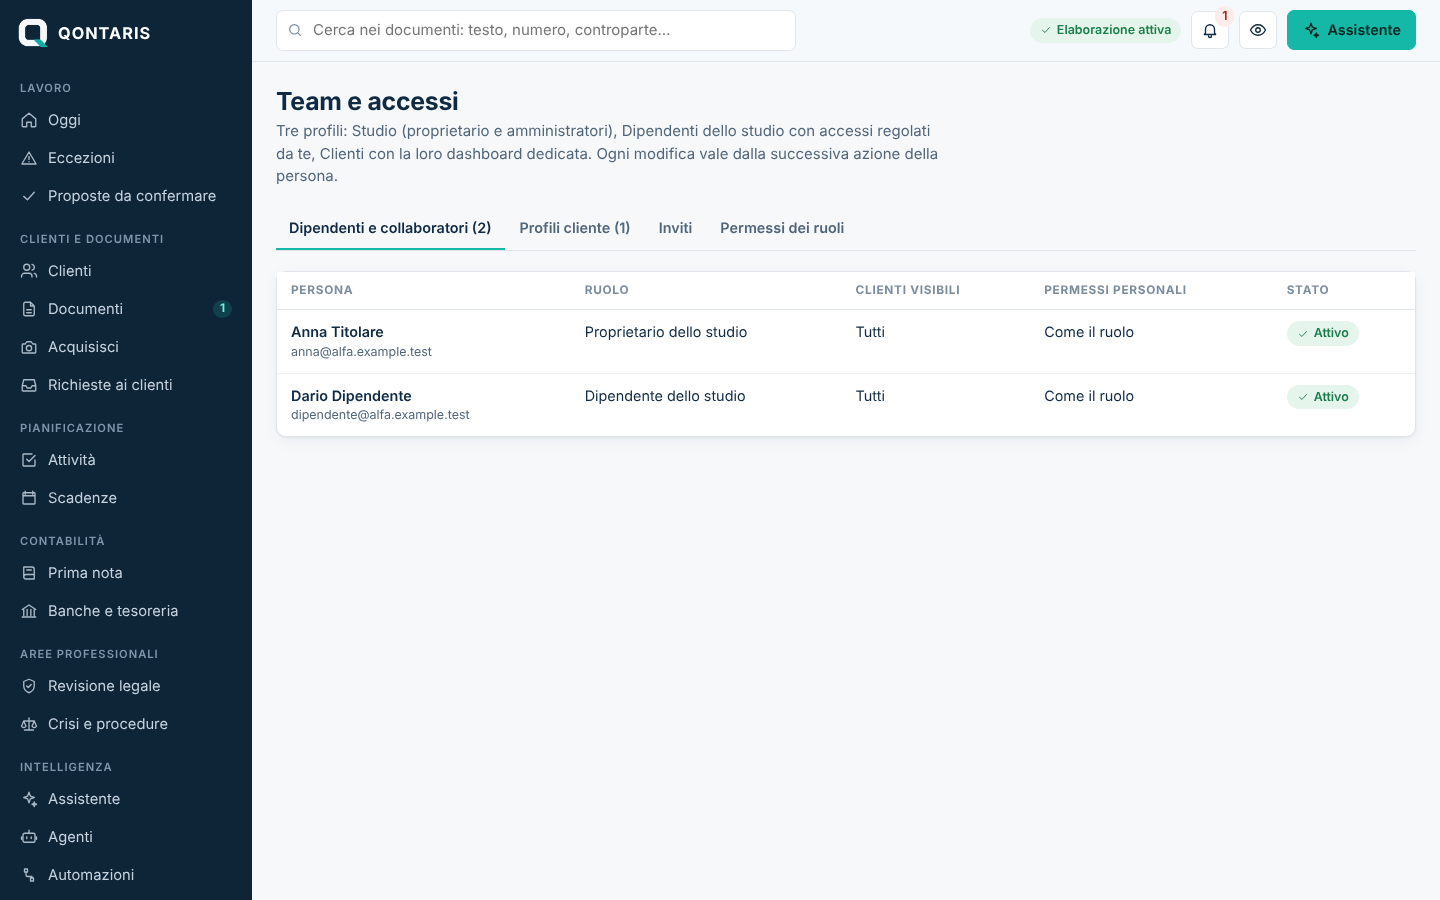 QONTARIS
LAVORO
Oggi
Eccezioni
Proposte da confermare
CLIENTI E DOCUMENTI
Clienti
Documenti 1
Acquisisci
Richieste ai clienti
PIANIFICAZIONE
Attività
Scadenze
CONTABILITÀ
Prima nota
Banche e tesoreria
AREE PROFESSIONALI
Revisione legale
Crisi e procedure
INTELLIGENZA
Assistente
Agenti
Automazioni
Cerca nei documenti: testo, numero, controparte...
Elaborazione attiva
1
Assistente
Team e accessi
Tre profili: Studio (proprietario e amministratori), Dipendenti dello studio con accessi regolati
da te, Clienti con la loro dashboard dedicata. Ogni modifica vale dalla successiva azione della
persona.
Dipendenti e collaboratori (2) Profili cliente (1) Inviti Permessi dei ruoli
PERSONA RUOLO CLIENTI VISIBILI PERMESSI PERSONALI STATO
Anna Titolare Proprietario dello studio Tutti Come il ruolo Attivo
anna@alfa.example.test
Dario Dipendente Dipendente dello studio Tutti Come il ruolo Attivo
dipendente@alfa.example.test